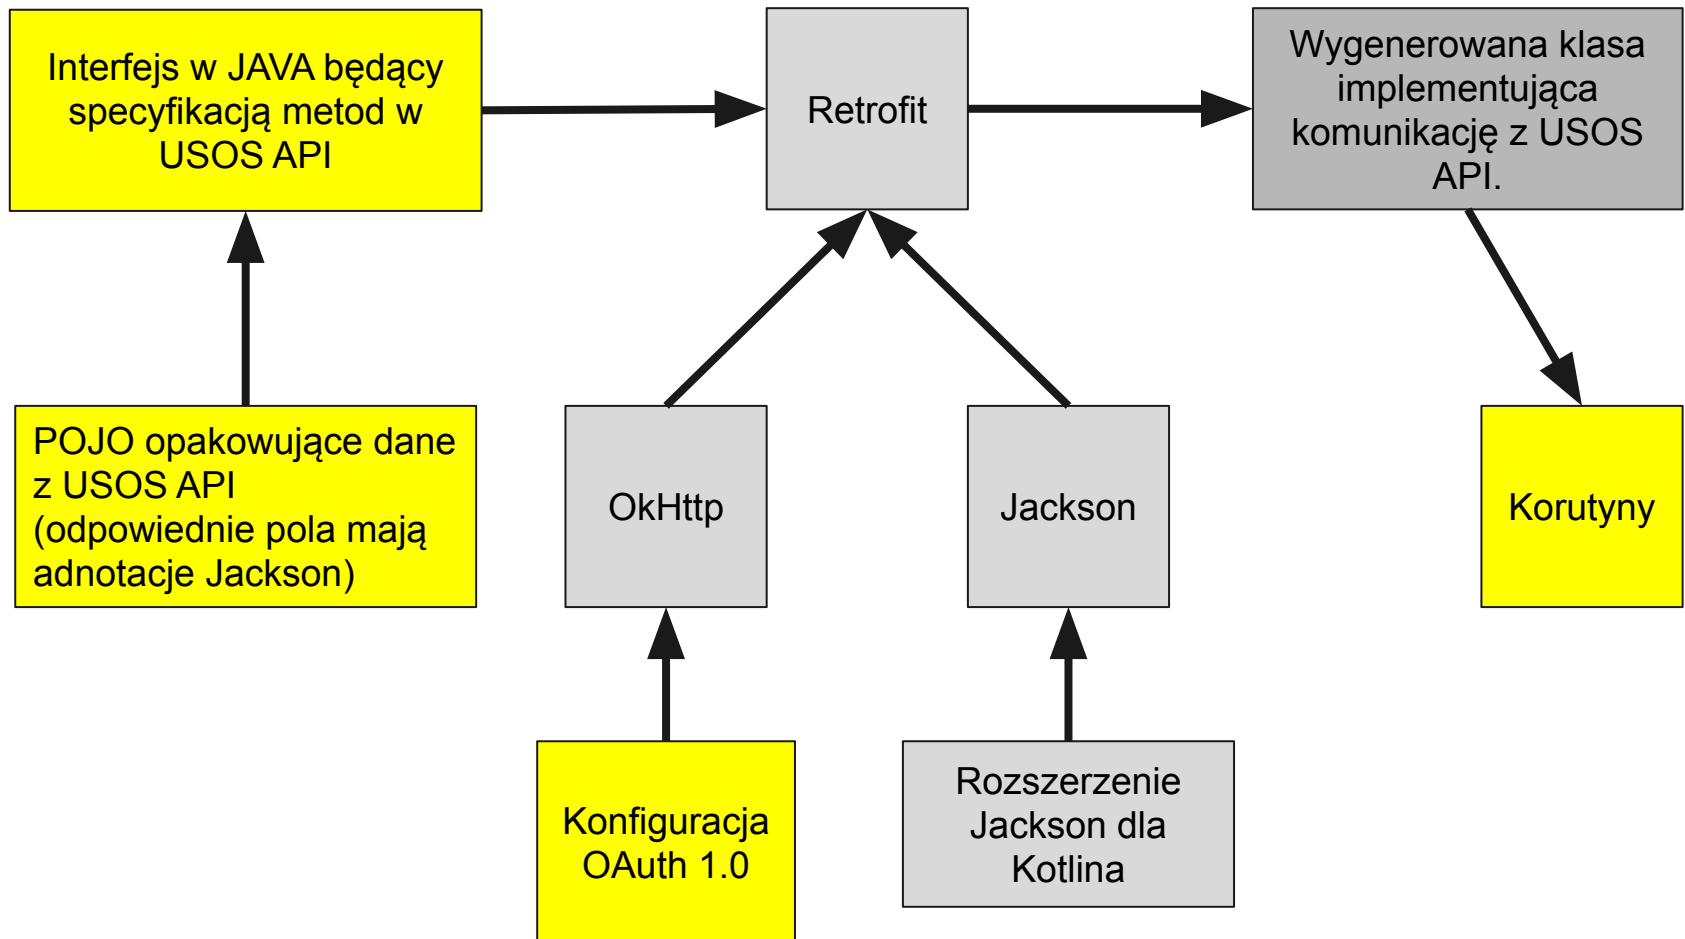 Interfejs w JAVA będący
specyfikacją metod w
USOS API
Retrofit
Wygenerowana klasa
implementująca
komunikację z USOS
API.
POJO opakowujące dane
z USOS API
(odpowiednie pola mają
adnotacje Jackson)
OkHttp
Jackson
Korutyny
Konfiguracja
OAuth 1.0
Rozszerzenie
Jackson dla
Kotlina